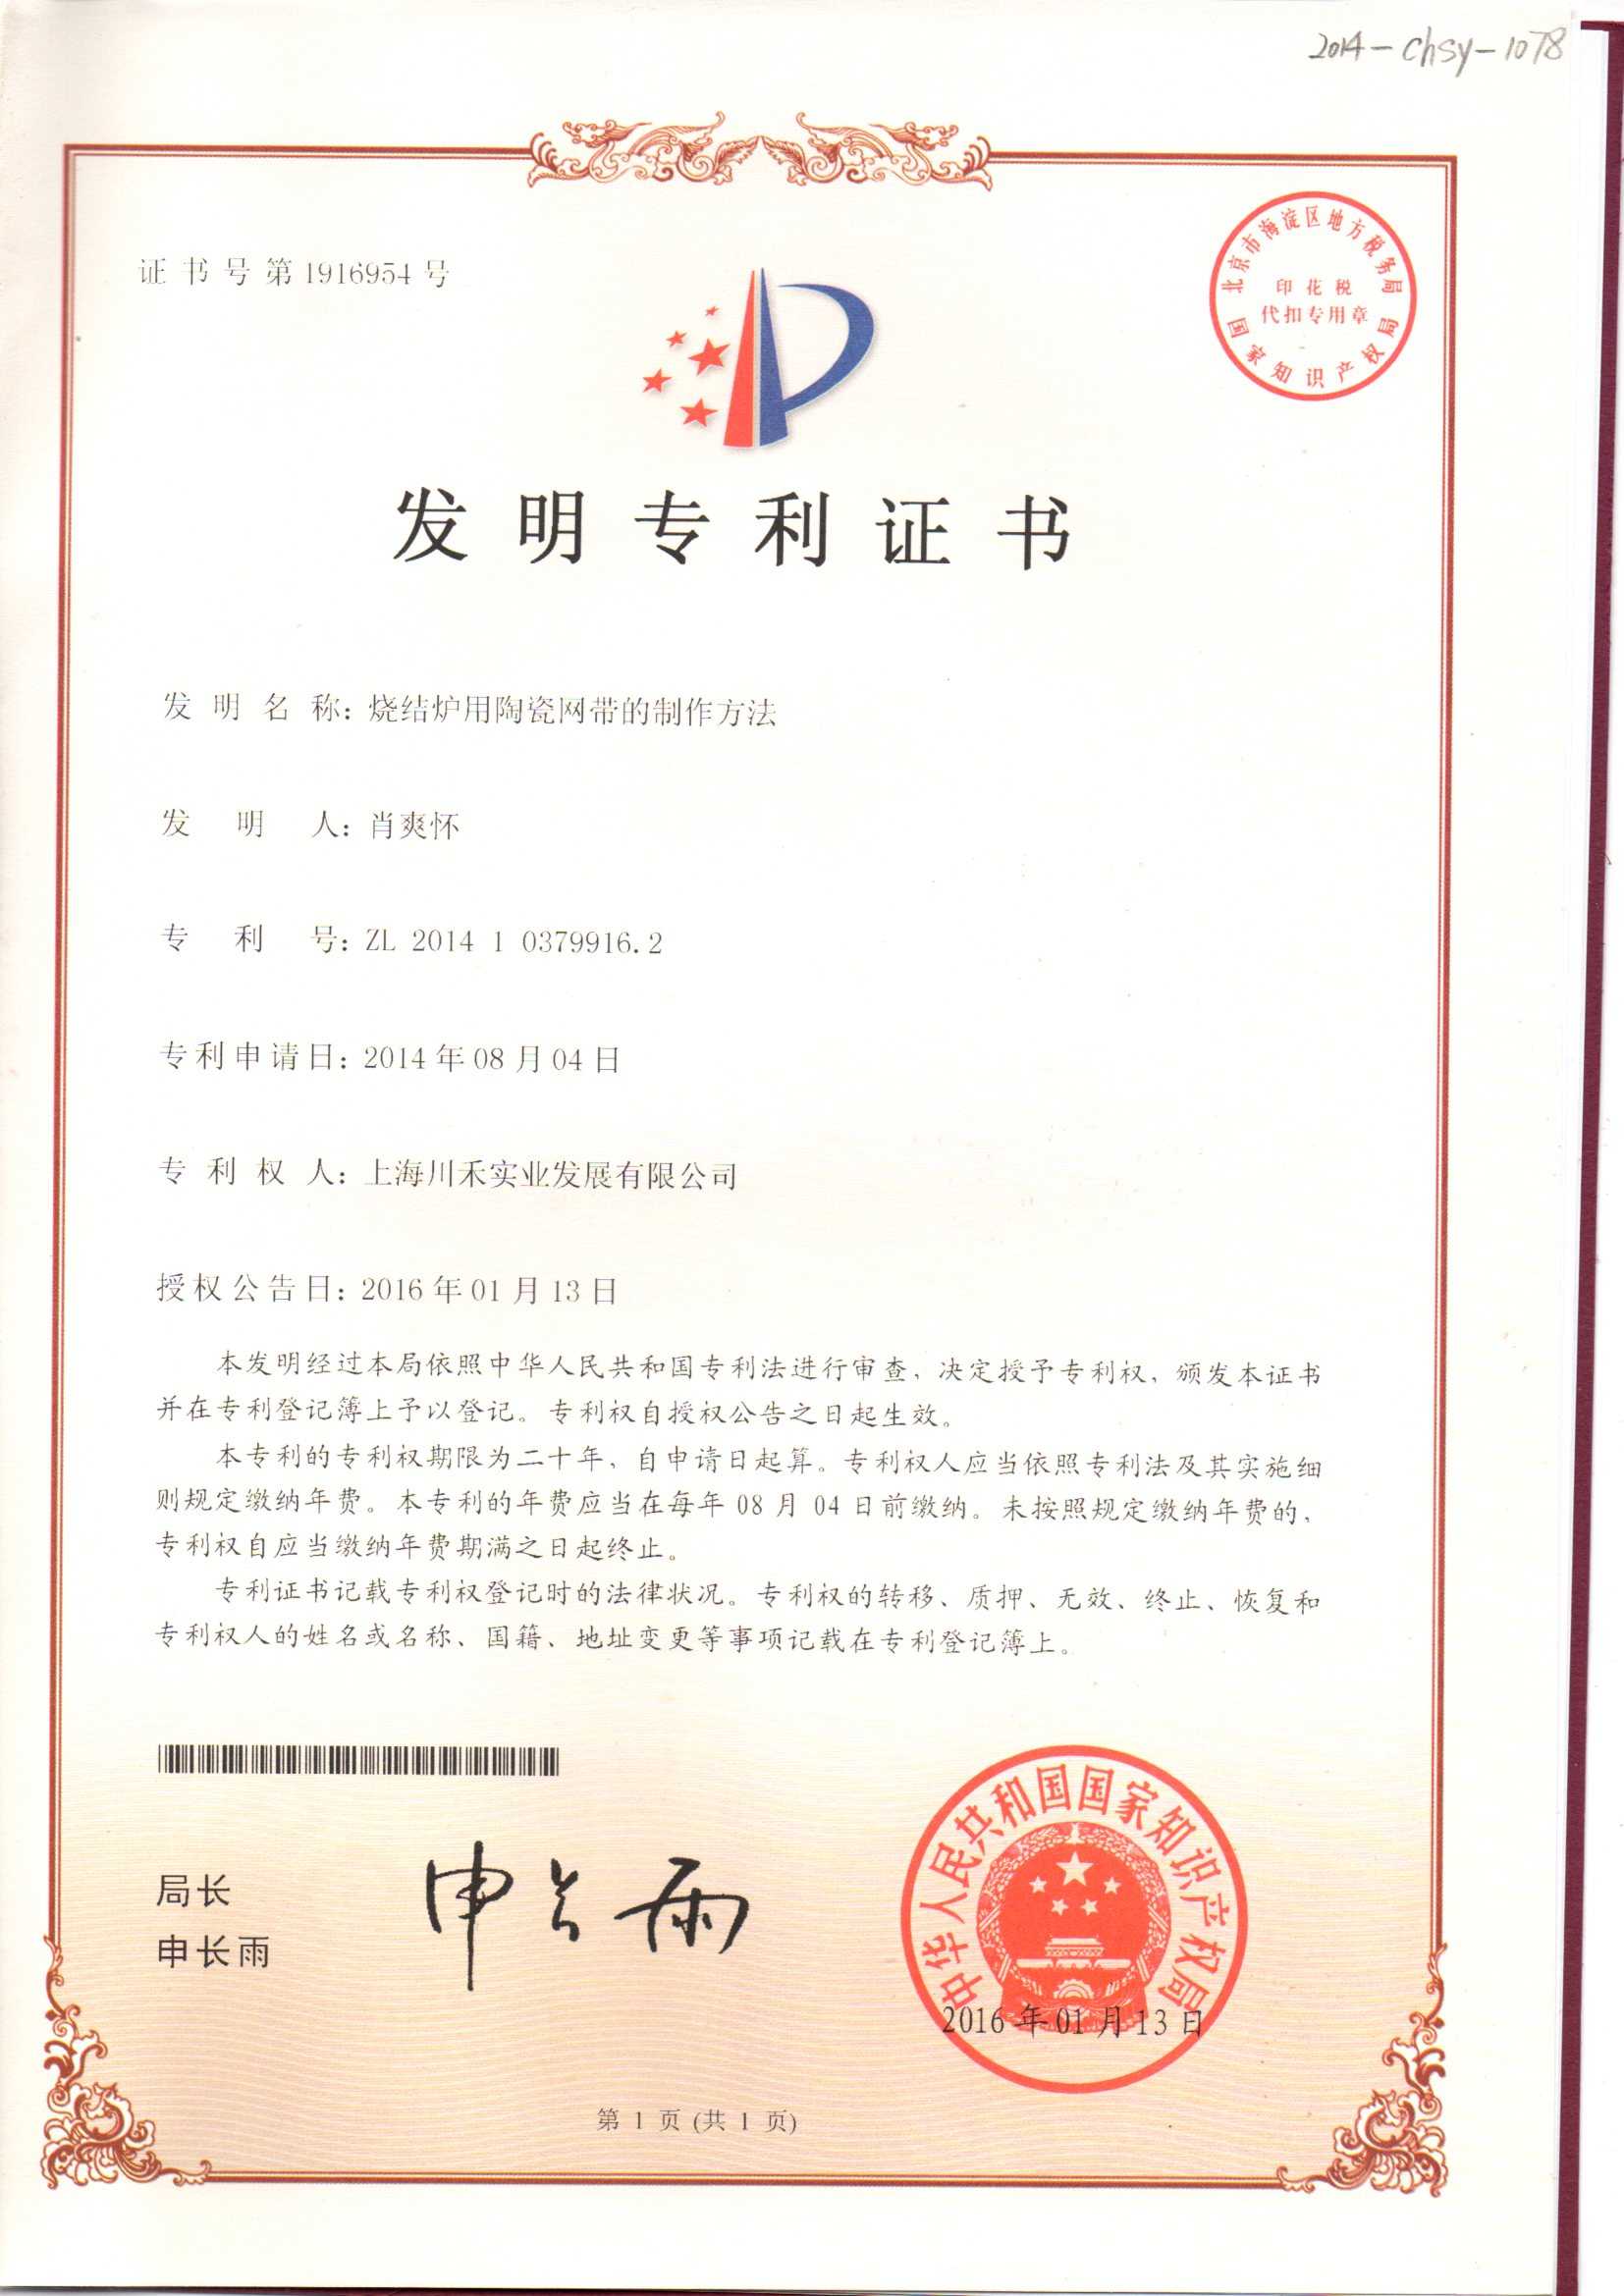 2014-chsy-1078
证书号第1916954号
北京市海淀区地方税务局
印花税
代扣专用章
国家知识产权局
发明专利证书
发明名称：烧结炉用陶瓷网带的制作方法
发明人：肖爽怀
专利号：ZL 2014 1 0379916.2
专利申请日：2014年08月04日
专利权人：上海川禾实业发展有限公司
授权公告日：2016年01月13日
本发明经过本局依照中华人民共和国专利法进行审查，决定授予专利权，颁发本证书
并在专利登记簿上予以登记。专利权自授权公告之日起生效。
本专利的专利权期限为二十年，自申请日起算。专利权人应当依照专利法及其实施细
则规定缴纳年费。本专利的年费应当在每年08月04日前缴纳。未按照规定缴纳年费的，
专利权自应当缴纳年费期满之日起终止。
专利证书记载专利权登记时的法律状况。专利权的转移、质押、无效、终止、恢复和
专利权人的姓名或名称、国籍、地址变更等事项记载在专利登记簿上。
局长
申长雨
申长雨
中华人民共和国国家知识产权局
2016年01月13日
第 1 页 (共 1 页)